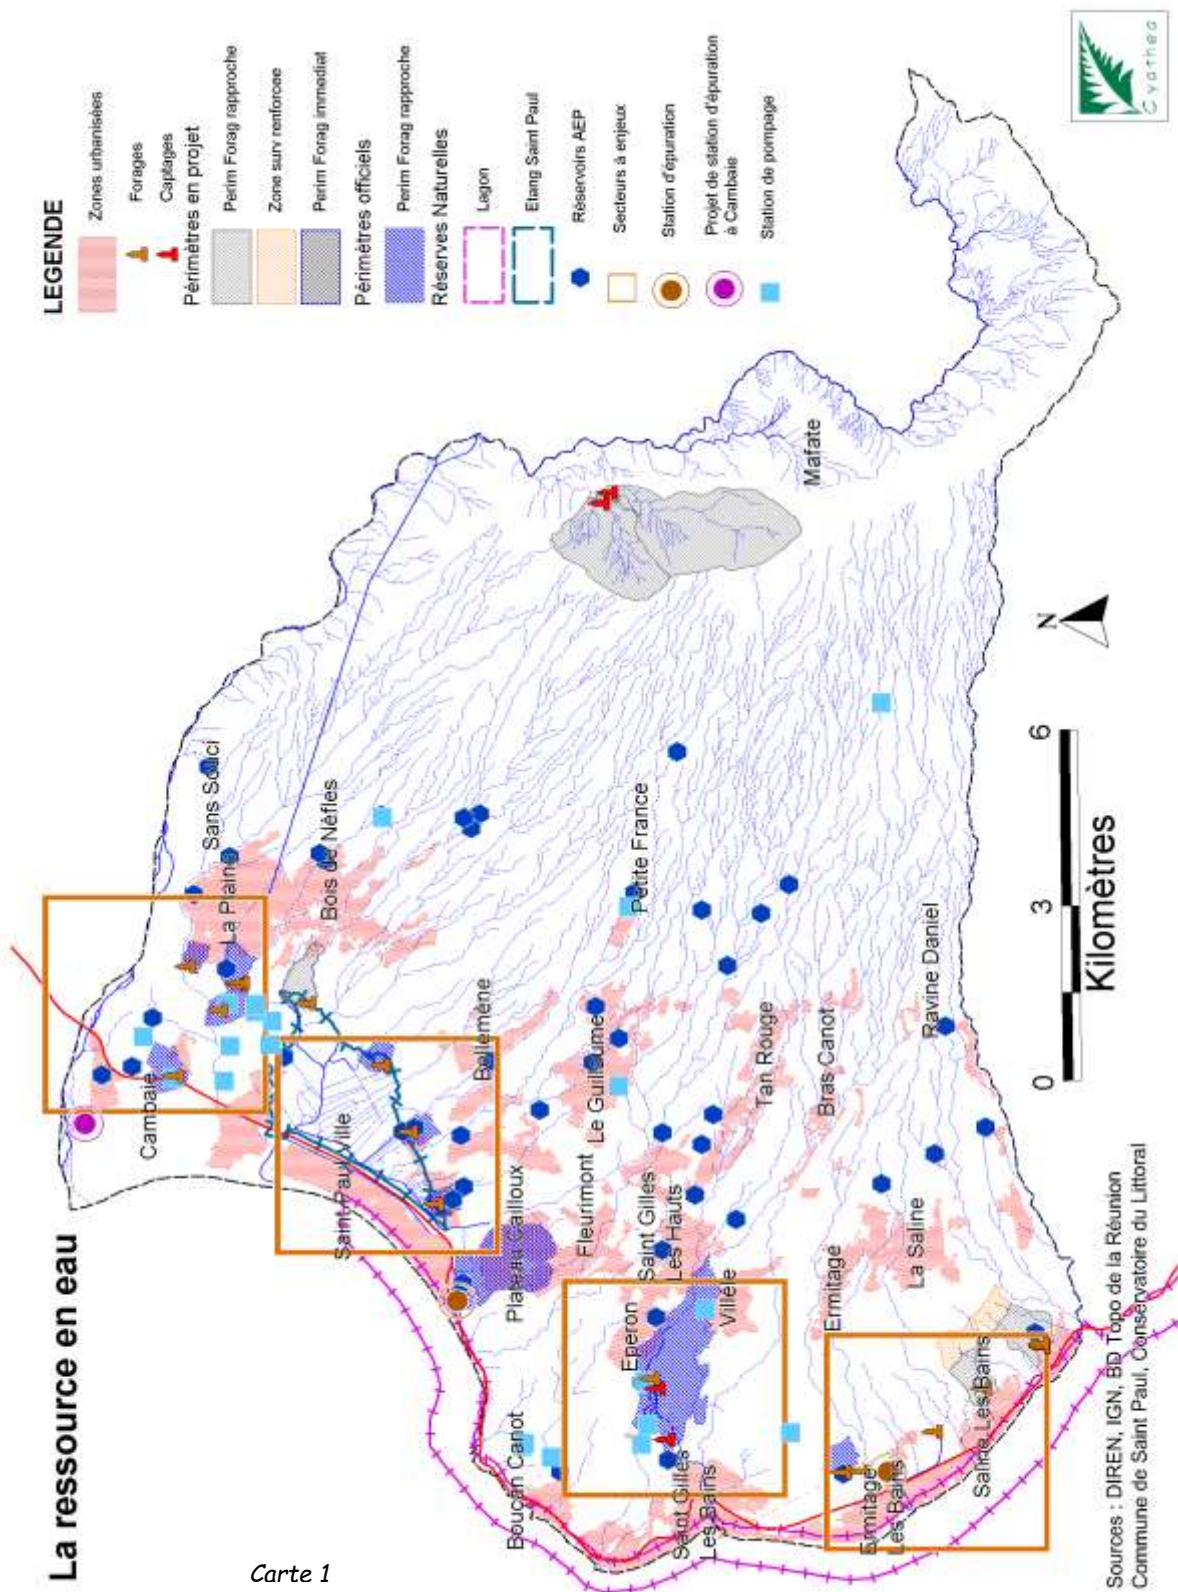 La ressource en eau
LEGENDE
Zones urbanisées
Forages
Captages
Périmètres en projet
Perim Forag rapproche
Zone surv renforcee
Perim Forag immediat
Périmètres officiels
Perim Forag rapproche
Réserves Naturelles
Lagon
Etang Saint Paul
Réservoirs AEP
Secteurs à enjeux
Station d'épuration
Projet de station d'épuration
à Cambaie
Station de pompage
Cambaie
La Plaine
Sans Souci
Bois de Nèfles
Saint Paul Ville
Bellemène
Plateau Cailloux
Fleurimont
Le Guillaume
Petite France
Mafate
Boucan Canot
Eperon
Saint Gilles
Les Hauts
Villèle
Tan Rouge
Bras Canot
Ravine Daniel
Saint Gilles
Les Bains
Ermitage
La Saline
Ermitage
Les Bains
Saline Les Bains
N
0 3 6
Kilomètres
Sources : DIREN, IGN, BD Topo de la Réunion
Commune de Saint Paul, Conservatoire du Littoral
Cyathea
Carte 1